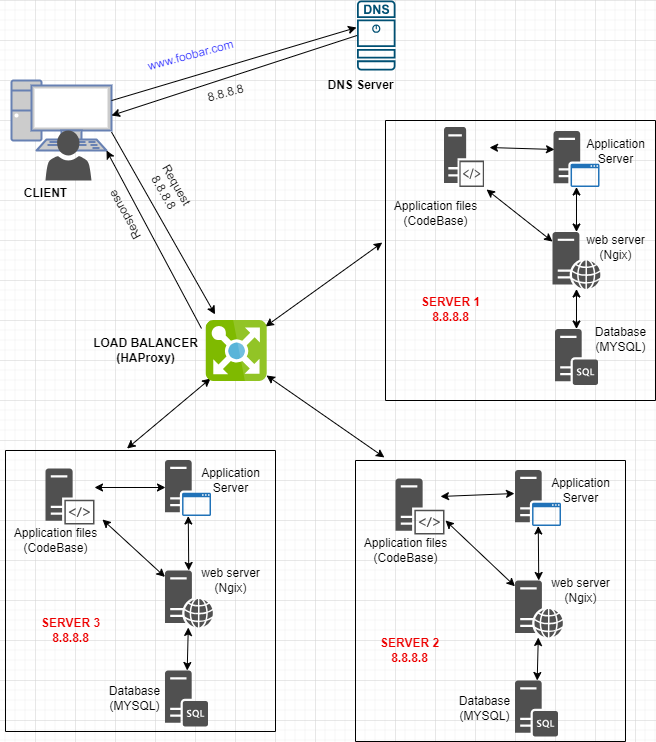 DNS
DNS Server
www.foobar.com
8.8.8.8
CLIENT
Request
8.8.8.8
Response
LOAD BALANCER
(HAProxy)
Application
Server
</>
Application files
(CodeBase)
web server
(Ngix)
SERVER 1
8.8.8.8
Database
(MYSQL)
SQL
Application
Server
</>
Application files
(CodeBase)
web server
(Ngix)
SERVER 3
8.8.8.8
Database
(MYSQL)
SQL
Application
Server
</>
Application files
(CodeBase)
web server
(Ngix)
SERVER 2
8.8.8.8
Database
(MYSQL)
SQL